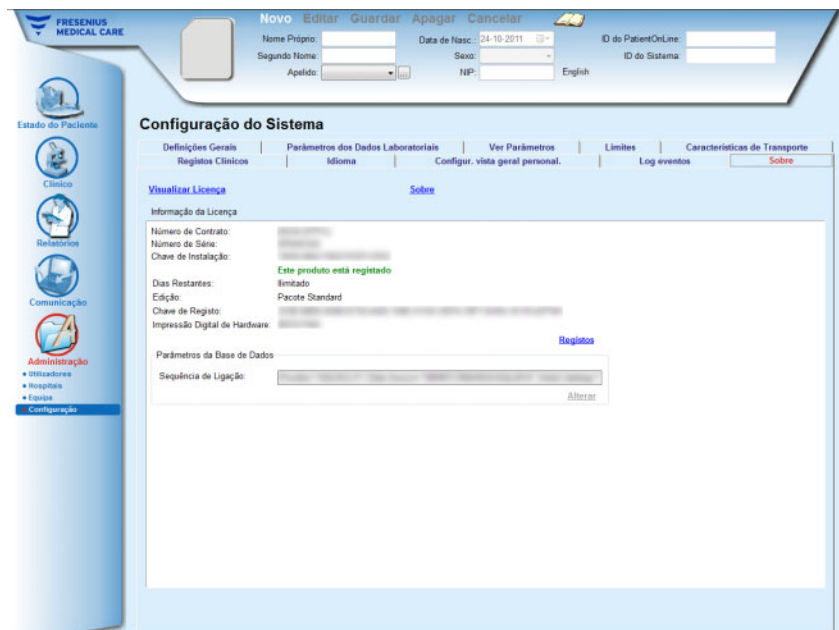 FRESENIUS
MEDICAL CARE
Novo Editar Guardar Apagar Cancelar
Nome Próprio: Data de Nasc.: 24-10-2011 ID do PatientOnLine:
Segundo Nome: Sexo: ID do Sistema:
Apelido: ... NIP: English
Estado do Paciente
Clínico
Relatórios
Comunicação
Administração
Utilizadores
Hospitais
Equipa
Configuração
Configuração do Sistema
Definições Gerais Parâmetros dos Dados Laboratoriais Ver Parâmetros Limites Características de Transporte
Registos Clínicos Idioma Configur. vista geral personal. Log eventos Sobre
Visualizar Licença Sobre
Informação da Licença
Número de Contrato:
Número de Série:
Chave de Instalação:
Este produto está registado
Dias Restantes: Ilimitado
Edição: Pacote Standard
Chave de Registo:
Impressão Digital de Hardware:
Registos
Parâmetros da Base de Dados
Sequência de Ligação:
Alterar